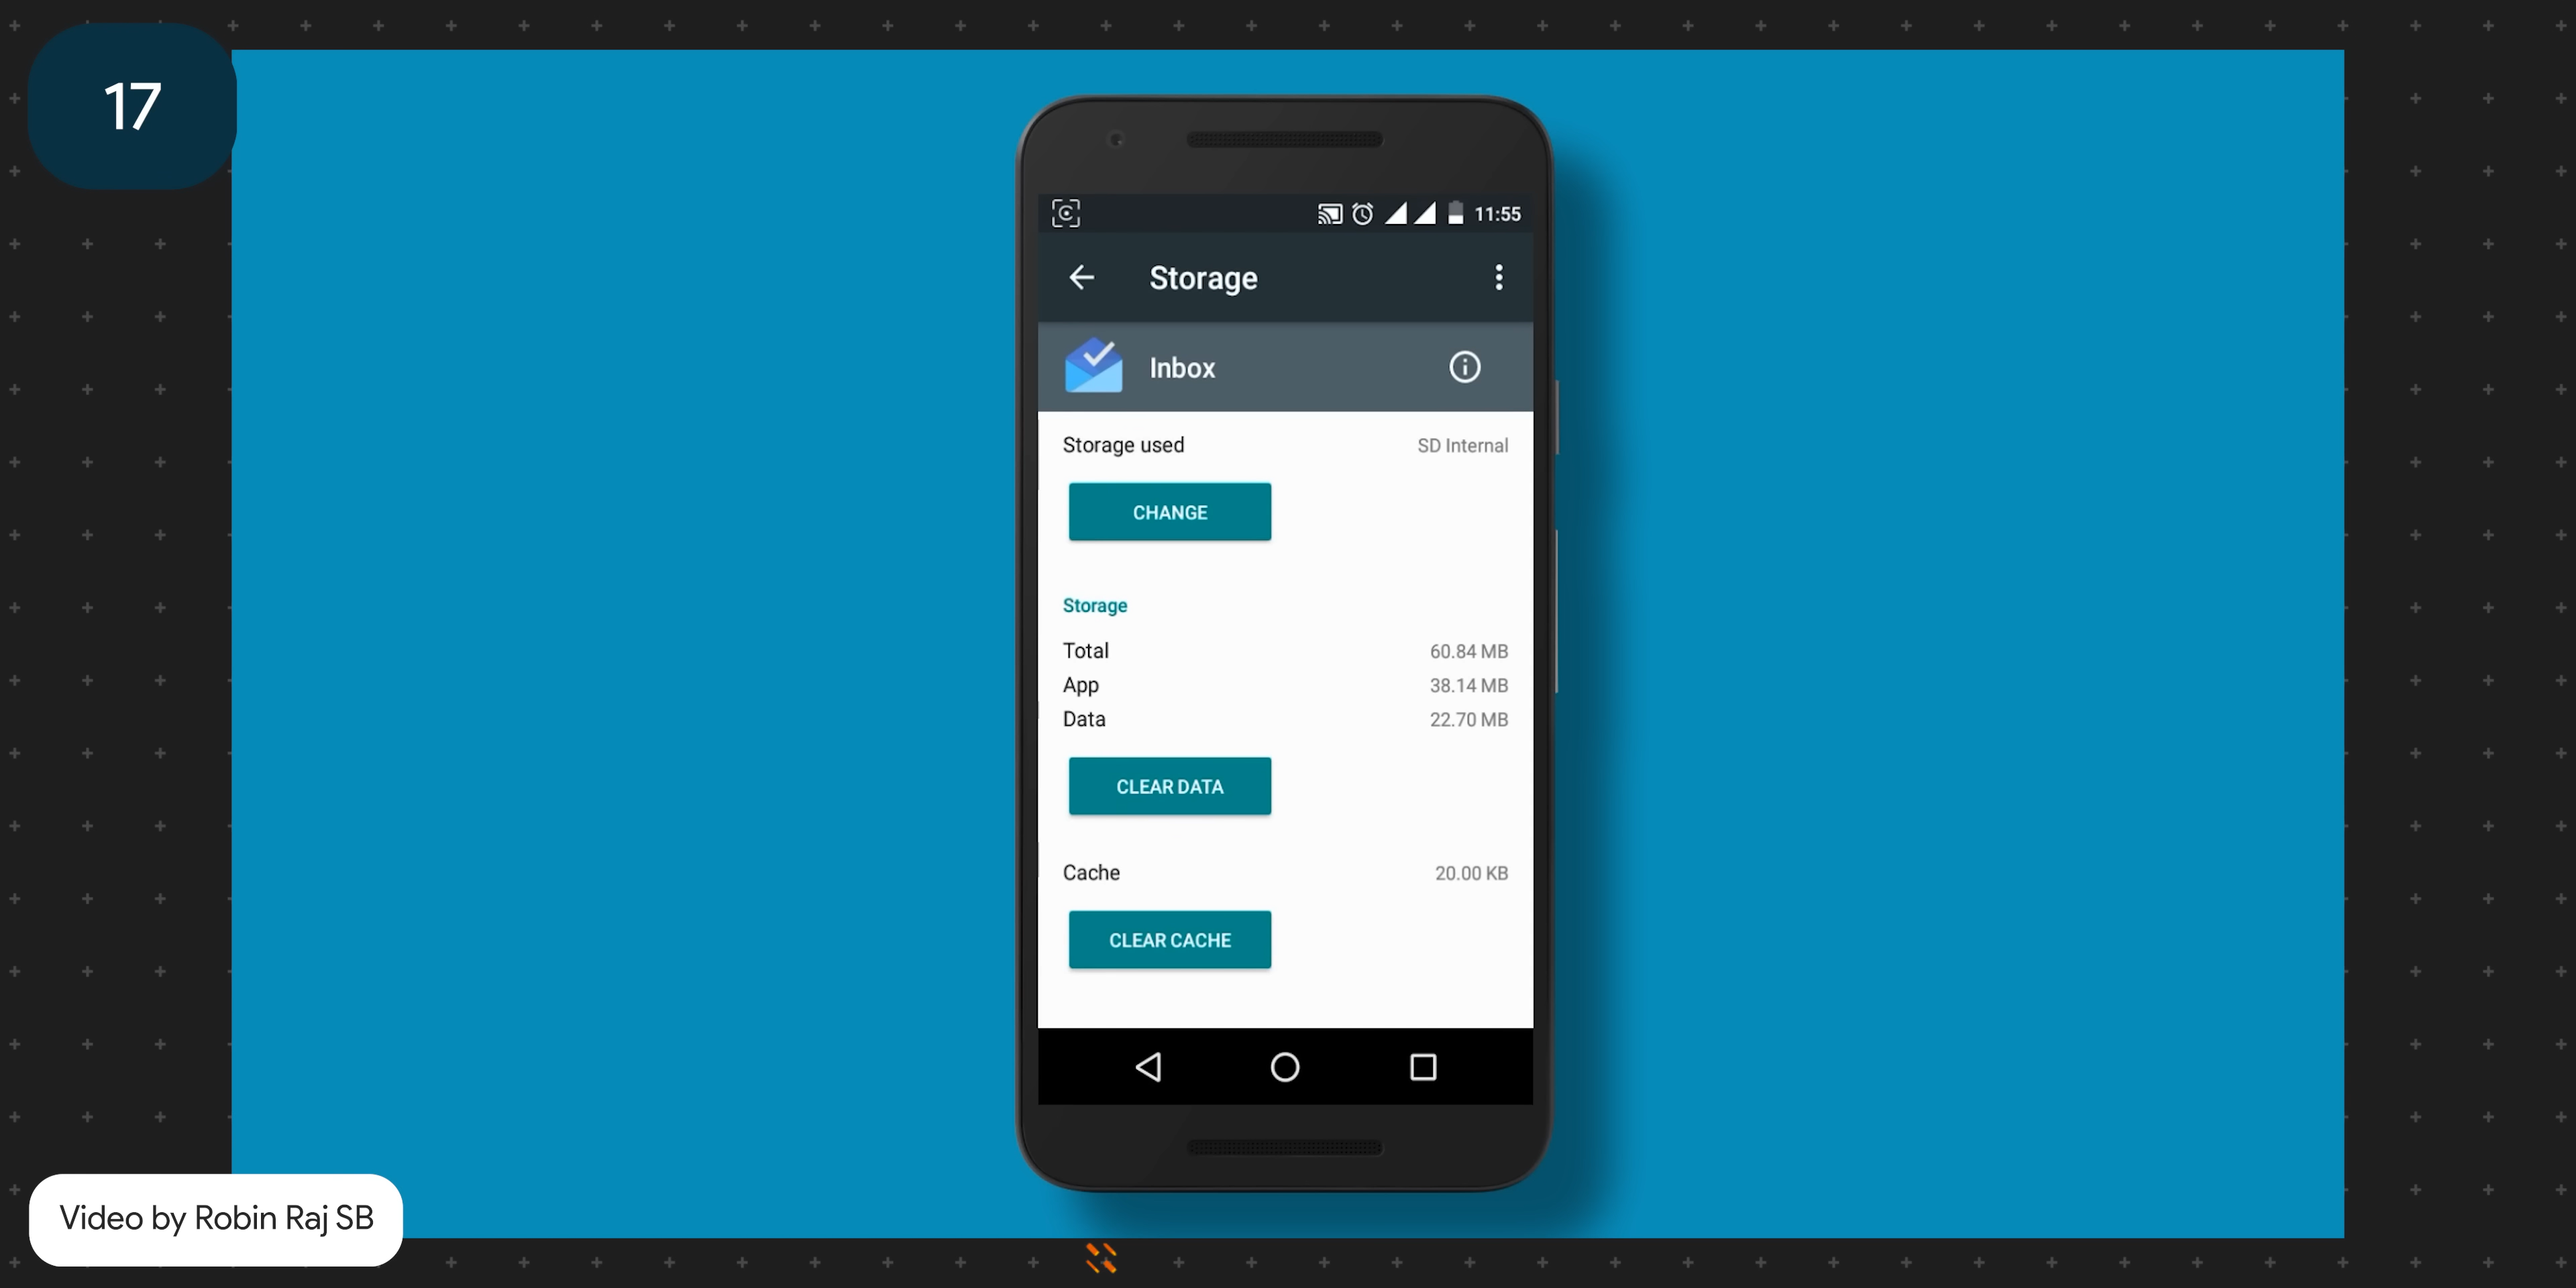 17
11:55
Storage
Inbox
Storage used SD Internal
CHANGE
Storage
Total 60.84 MB
App 38.14 MB
Data 22.70 MB
CLEAR DATA
Cache 20.00 KB
CLEAR CACHE
Video by Robin Raj SB